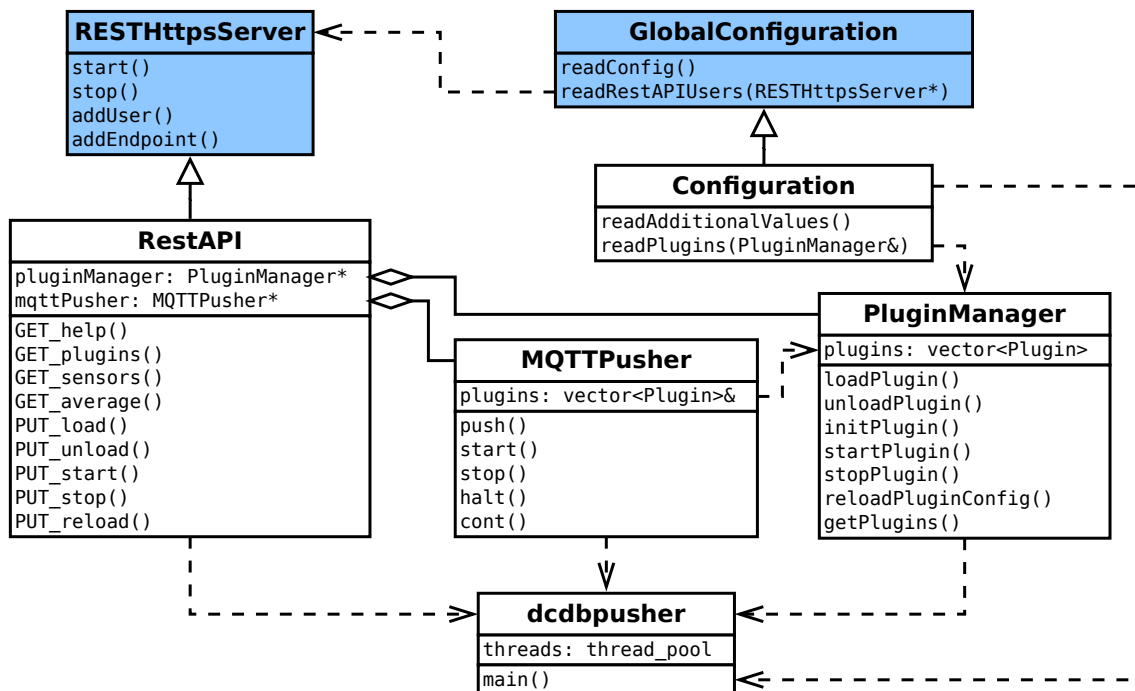 RESTHttpsServer
start()
stop()
addUser()
addEndpoint()
GlobalConfiguration
readConfig()
readRestAPIUsers(RESTHttpsServer*)
Configuration
readAdditionalValues()
readPlugins(PluginManager&)
RestAPI
pluginManager: PluginManager*
mqttPusher: MQTTPusher*
GET_help()
GET_plugins()
GET_sensors()
GET_average()
PUT_load()
PUT_unload()
PUT_start()
PUT_stop()
PUT_reload()
MQTTPusher
plugins: vector<Plugin>&
push()
start()
stop()
halt()
cont()
PluginManager
plugins: vector<Plugin>
loadPlugin()
unloadPlugin()
initPlugin()
startPlugin()
stopPlugin()
reloadPluginConfig()
getPlugins()
dcdbpusher
threads: thread_pool
main()